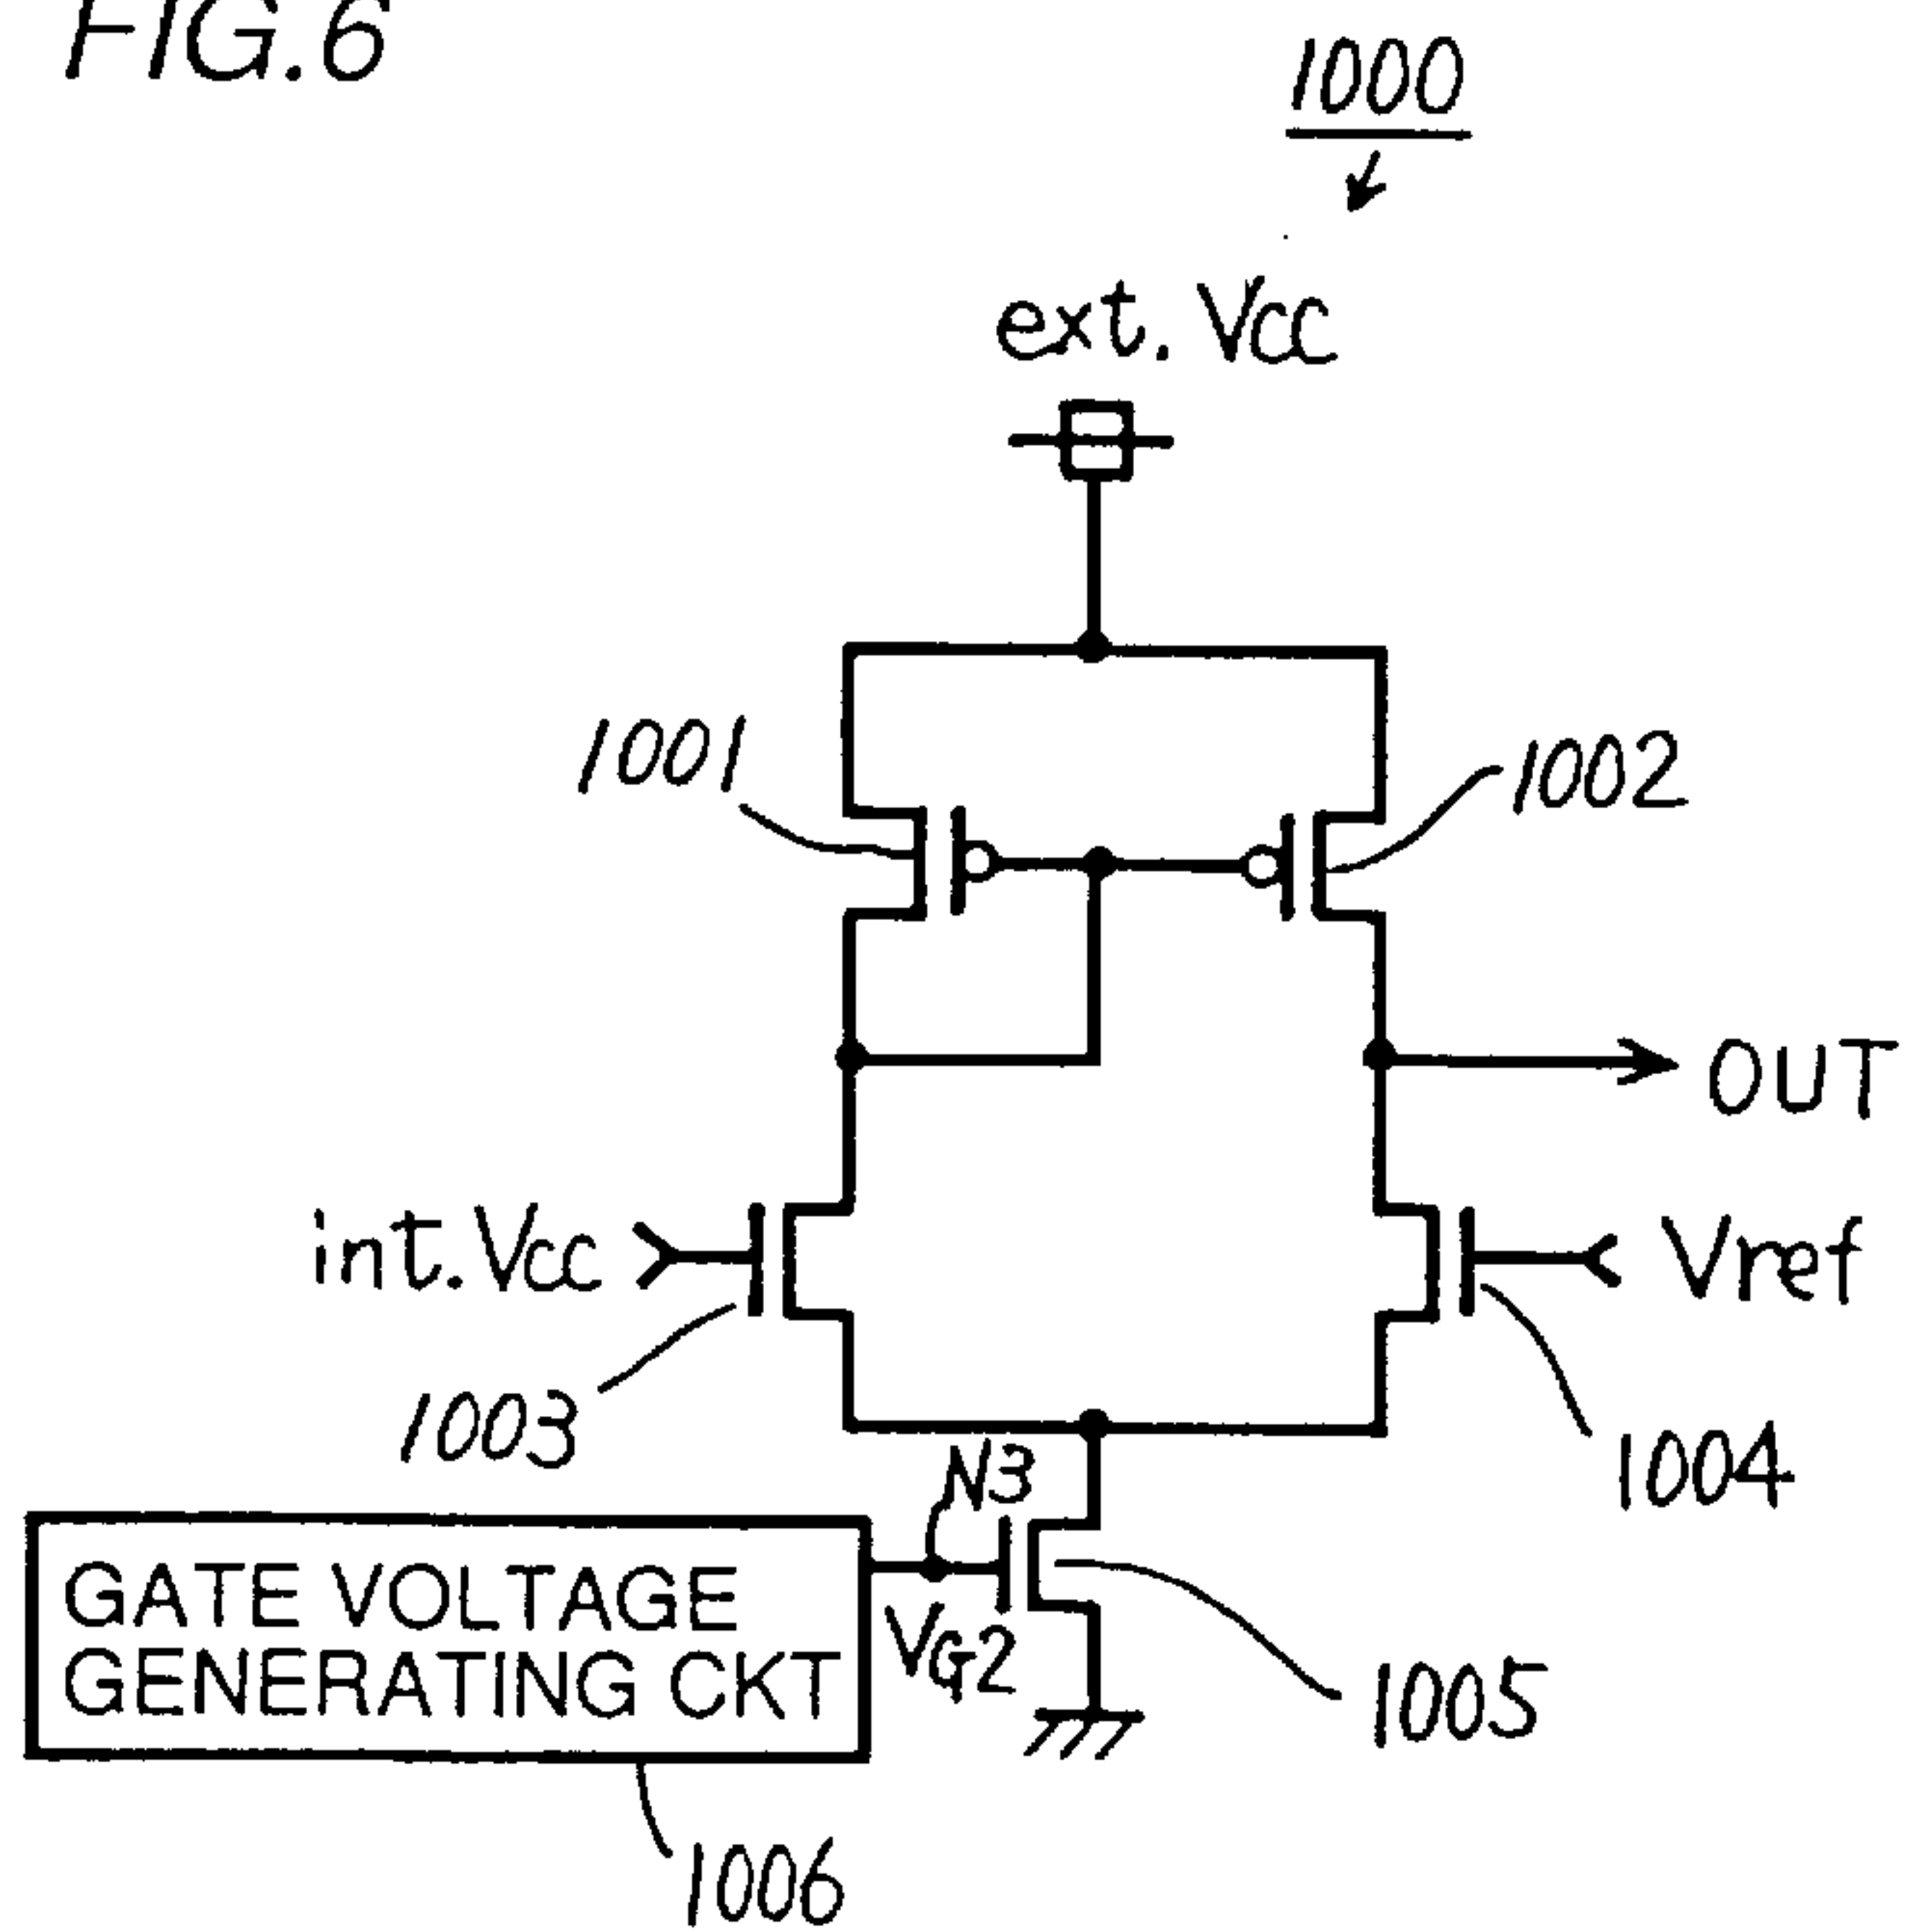 FIG.6
1000
ext. Vcc
1001
1002
OUT
int. Vcc
Vref
1003
1004
N3
GATE VOLTAGE
GENERATING CKT
VG2
1005
1006